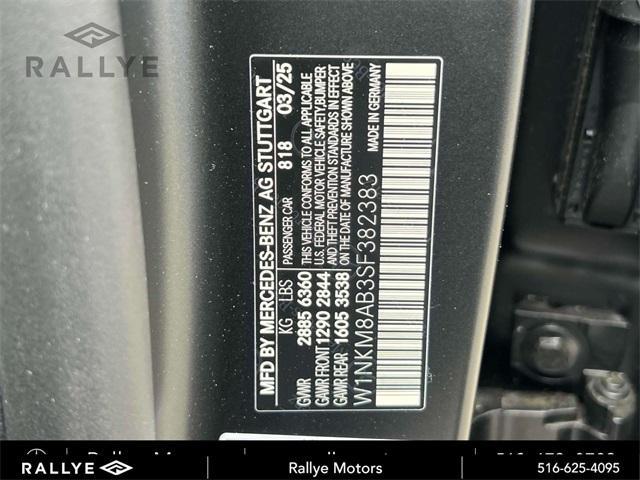 RALLYE
MFD BY MERCEDES-BENZ AG STUTTGART
KG LBS PASSENGER CAR 818 03/25
GVWR 2885 6360 THIS VEHICLE CONFORMS TO ALL APPLICABLE
GAWR FRONT 1290 2844 U.S. FEDERAL MOTOR VEHICLE SAFETY, BUMPER,
GAWR REAR 1605 3538 AND THEFT PREVENTION STANDARDS IN EFFECT
ON THE DATE OF MANUFACTURE SHOWN ABOVE
W1NKM8AB3SF382383 MADE IN GERMANY
RALLYE
Rallye Motors
516-625-4095